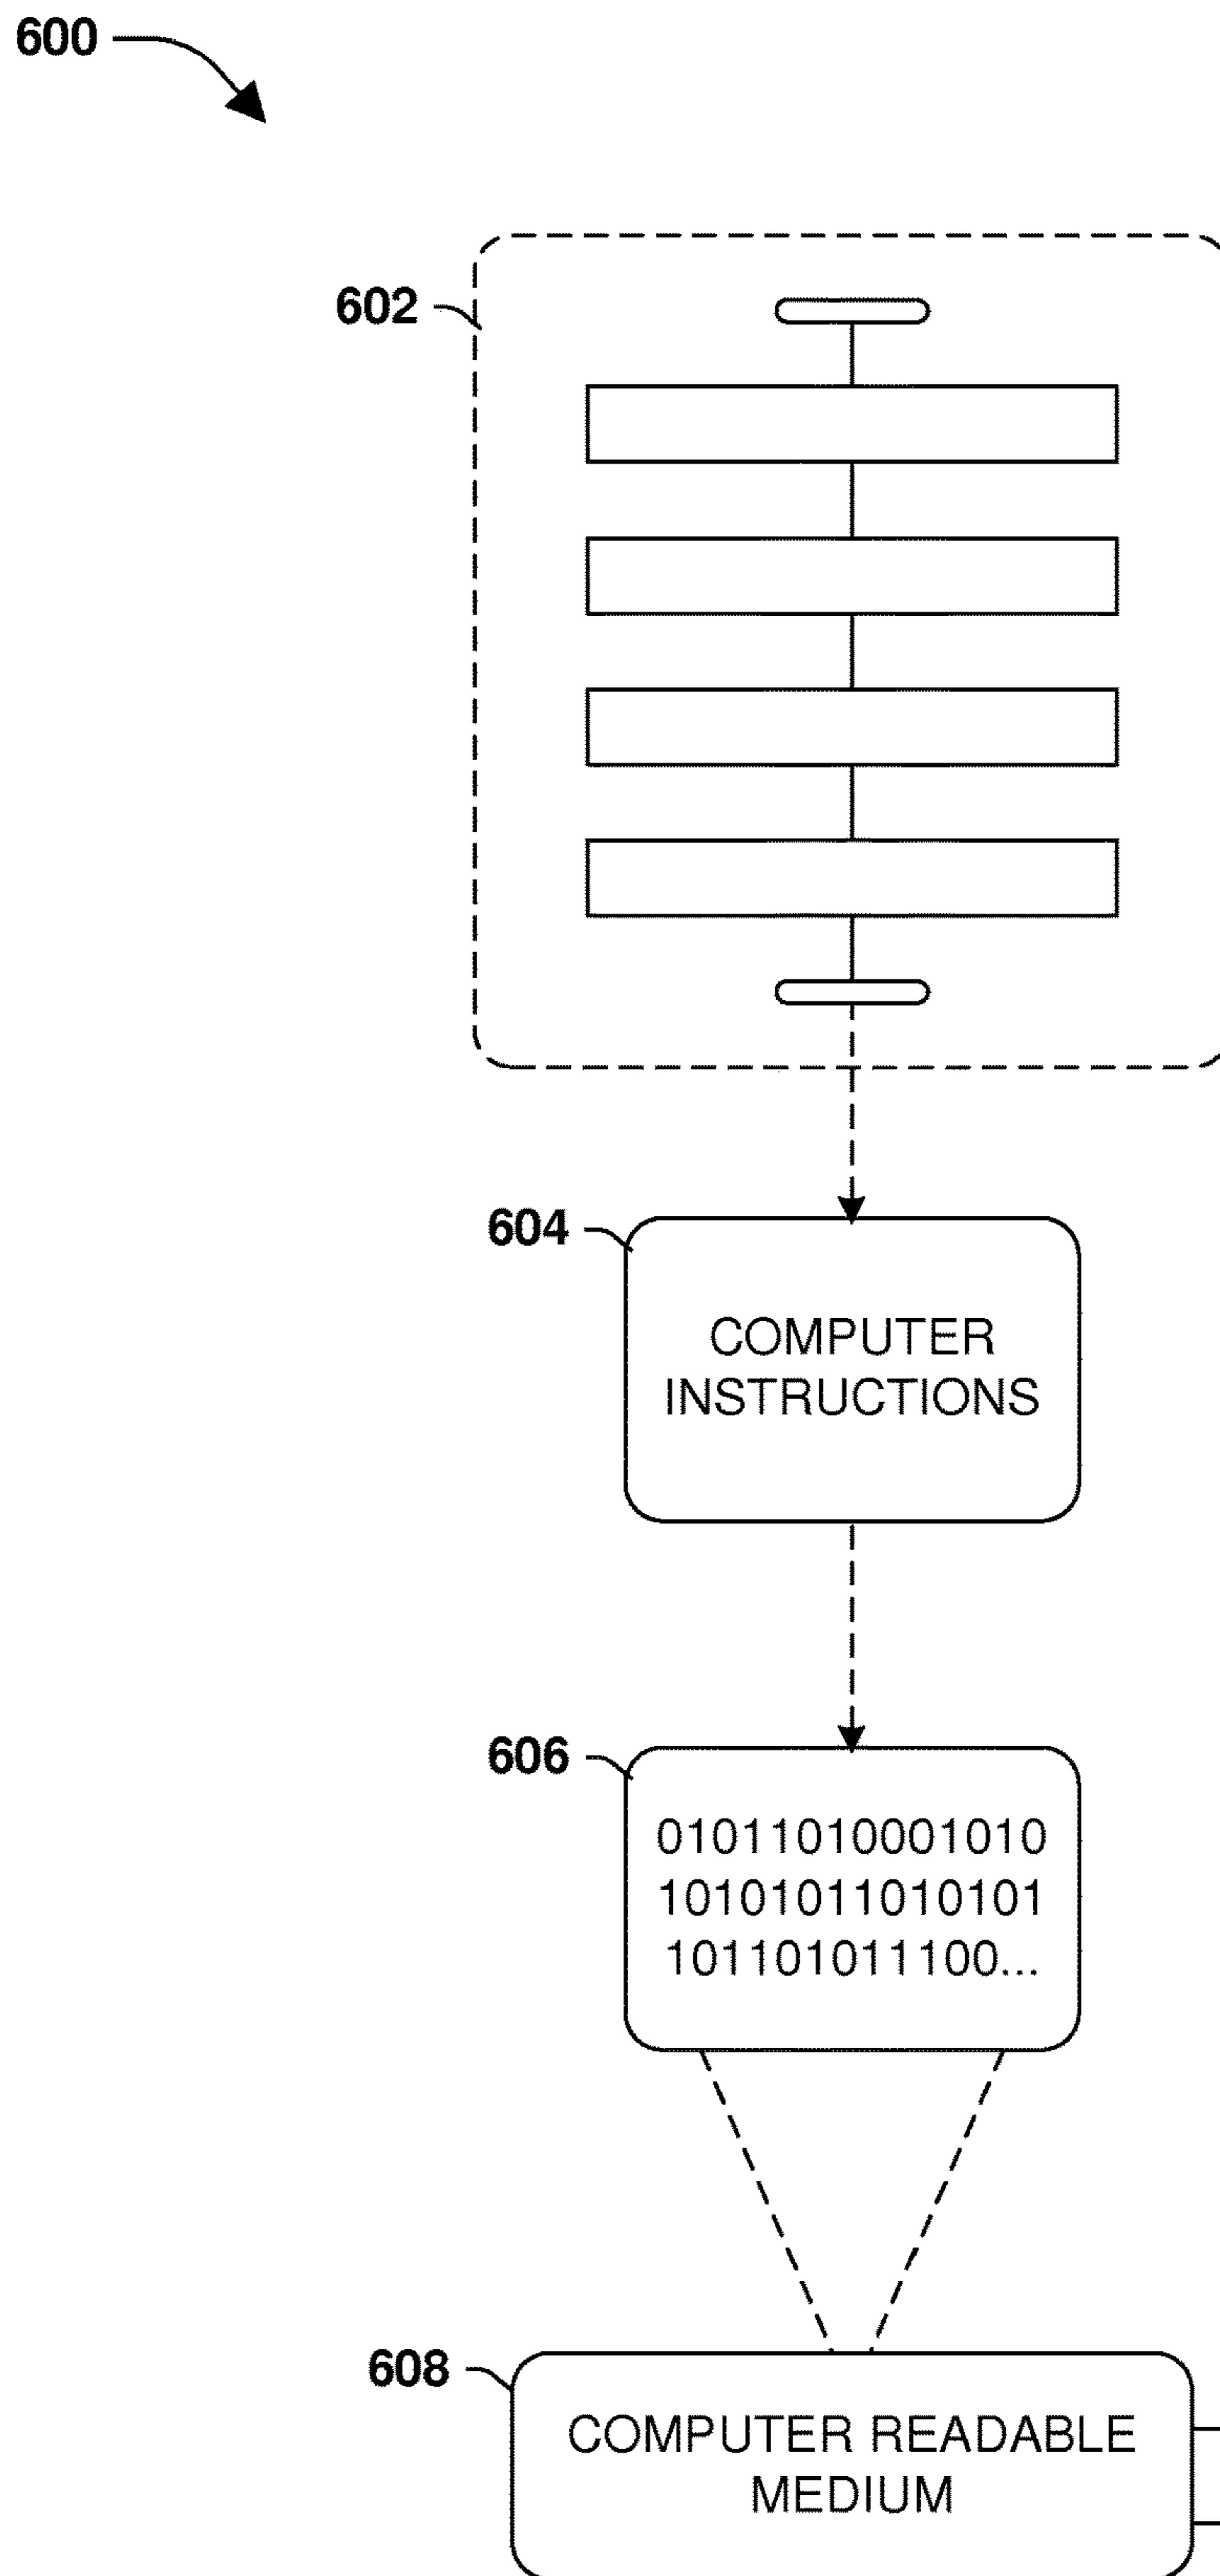 600
602
604
COMPUTER
INSTRUCTIONS
606
01011010001010
10101011010101
101101011100...
608
COMPUTER READABLE
MEDIUM